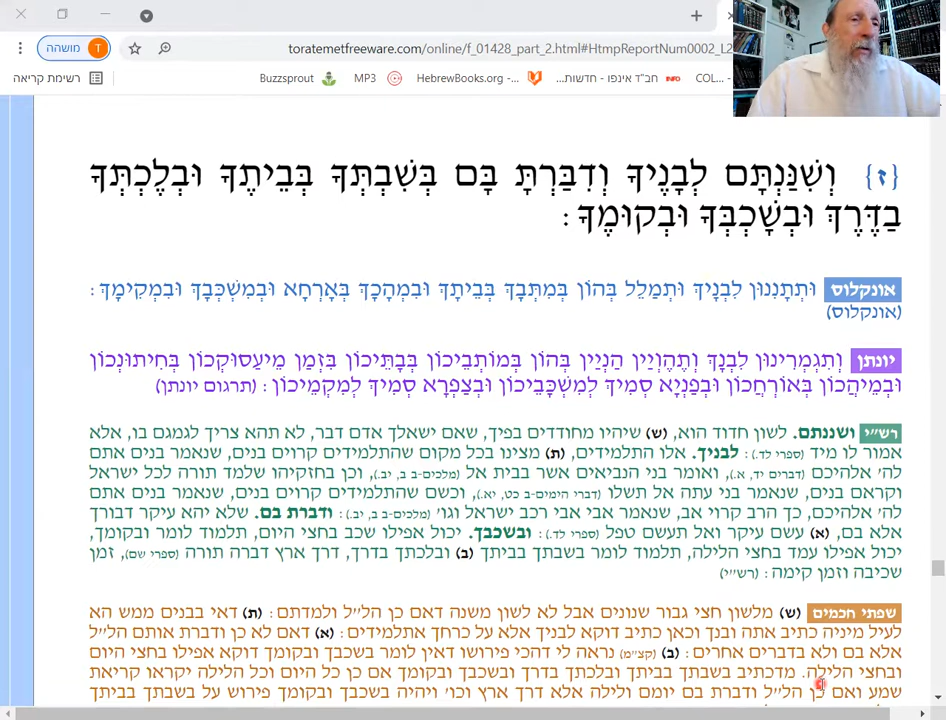 מושהה
toratemetfreeware.com/online/f_01428_part_2.html#HtmpReportNum0002_L2
רשימת קריאה
Buzzsprout
MP3
HebrewBooks.org -...
חב"ד אינפו - חדשות...
COL...
{ז} וְשִׁנַּנְתָּם לְבָנֶיךָ וְדִבַּרְתָּ בָּם בְּשִׁבְתְּךָ בְּבֵיתֶךָ וּבְלֶכְתְּךָ
בַדֶּרֶךְ וּבְשָׁכְבְּךָ וּבְקוּמֶךָ:
אונקלוס וּתְתָנִנּוּן לִבְנָיךְ וּתְמַלֵּל בְּהוֹן בְּמִתְּבָךְ בְּבֵיתָךְ וּבִמְהָכָךְ בְּאָרְחָא וּבְמִשְׁכְּבָךְ וּבִמְקִימָךְ:
(אונקלוס)
יונתן וְתִגְמְרִינוּן לִבְנָךְ וְתֶהֱוְיַין הַגְיַין בְּהוֹן בְּמוֹתְבֵיכוֹן בְּבָתֵּיכוֹן בִּזְמַן מֵיעַסוּקְכוֹן בְּחִיתוּנְכוֹן
וּבְמֵיהֲכוֹן בְּאוֹרְחֲכוֹן וּבְפַנְיָא סְמִיךְ לְמִשְׁכְּבֵיכוֹן וּבְצַפְרָא סְמִיךְ לְמִקְמֵיכוֹן: (תרגום יונתן)
רש"י ושננתם. לשון חדוד הוא, (ש) שיהיו מחודדים בפיך, שאם ישאלך אדם דבר, לא תהא צריך לגמגם בו, אלא
אמור לו מיד (ספרי לד.): לבניך. אלו התלמידים, (ת) מצינו בכל מקום שהתלמידים קרוים בנים, שנאמר בנים אתם
לה' אלהיכם (דברים יד, א.), ואומר בני הנביאים אשר בבית אל (מלכים-ב ב, יב.), וכן בחזקיהו שלמד תורה לכל ישראל
וקראם בנים, שנאמר בני עתה אל תשלו (דברי הימים-ב כט, יא.), וכשם שהתלמידים קרוים בנים, שנאמר בנים אתם
לה' אלהיכם, כך הרב קרוי אב, שנאמר אבי אבי רכב ישראל וגו' (מלכים-ב ב, יב.): ודברת בם. שלא יהא עיקר דבורך
אלא בם, (א) עשם עיקר ואל תעשם טפל (ספרי לד.): ובשכבך. יכול אפילו שכב בחצי היום, תלמוד לומר ובקומך,
יכול אפילו עמד בחצי הלילה, תלמוד לומר בשבתך בביתך (ב) ובלכתך בדרך, דרך ארץ דברה תורה (ספרי שם), זמן
שכיבה וזמן קימה: (רש"י)
שפתי חכמים (ש) מלשון חצי גבור שנונים אבל לא לשון משנה דאם כן הל"ל ולמדתם: (ת) דאי בבנים ממש הא
לעיל מיניה כתיב אתה ובנך וכאן כתיב דוקא לבניך אלא על כרחך אתלמידים: (א) דאם לא כן ודברת אותם הל"ל
אלא בם ולא בדברים אחרים: (ב) (קצ"מ) נראה לי דהכי פירושו דאין לומר בשכבך ובקומך דוקא אפילו בחצי היום
ובחצי הלילה. מדכתיב בשבתך בביתך ובלכתך בדרך ובשכבך ובקומך אם כן כל היום וכל הלילה יקראו קריאת
שמע ואם כן הל"ל ודברת בם יומם ולילה אלא דרך ארץ וכו' ויהיה בשכבך ובקומך פירוש על בשבתך בביתך